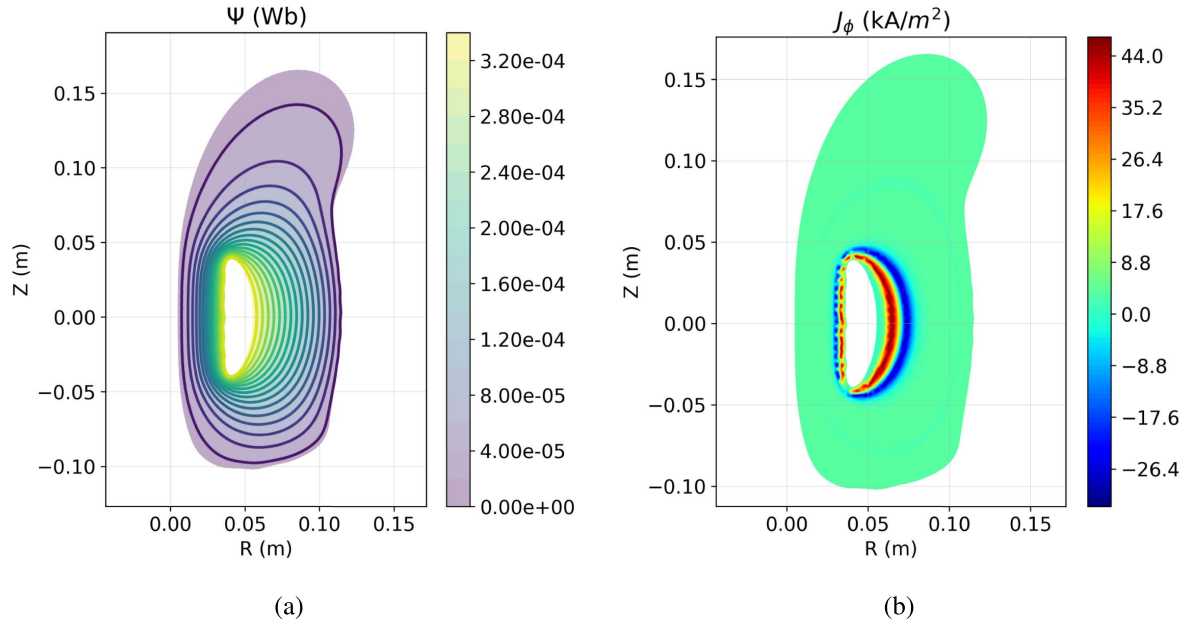 Ψ (Wb)
0.15
0.10
0.05
0.00
−0.05
−0.10
Z (m)
0.00 0.05 0.10 0.15
R (m)
3.20e-04
2.80e-04
2.40e-04
2.00e-04
1.60e-04
1.20e-04
8.00e-05
4.00e-05
0.00e+00
(a)
J_ϕ (kA/m²)
0.15
0.10
0.05
0.00
−0.05
−0.10
Z (m)
0.00 0.05 0.10 0.15
R (m)
44.0
35.2
26.4
17.6
8.8
0.0
−8.8
−17.6
−26.4
(b)